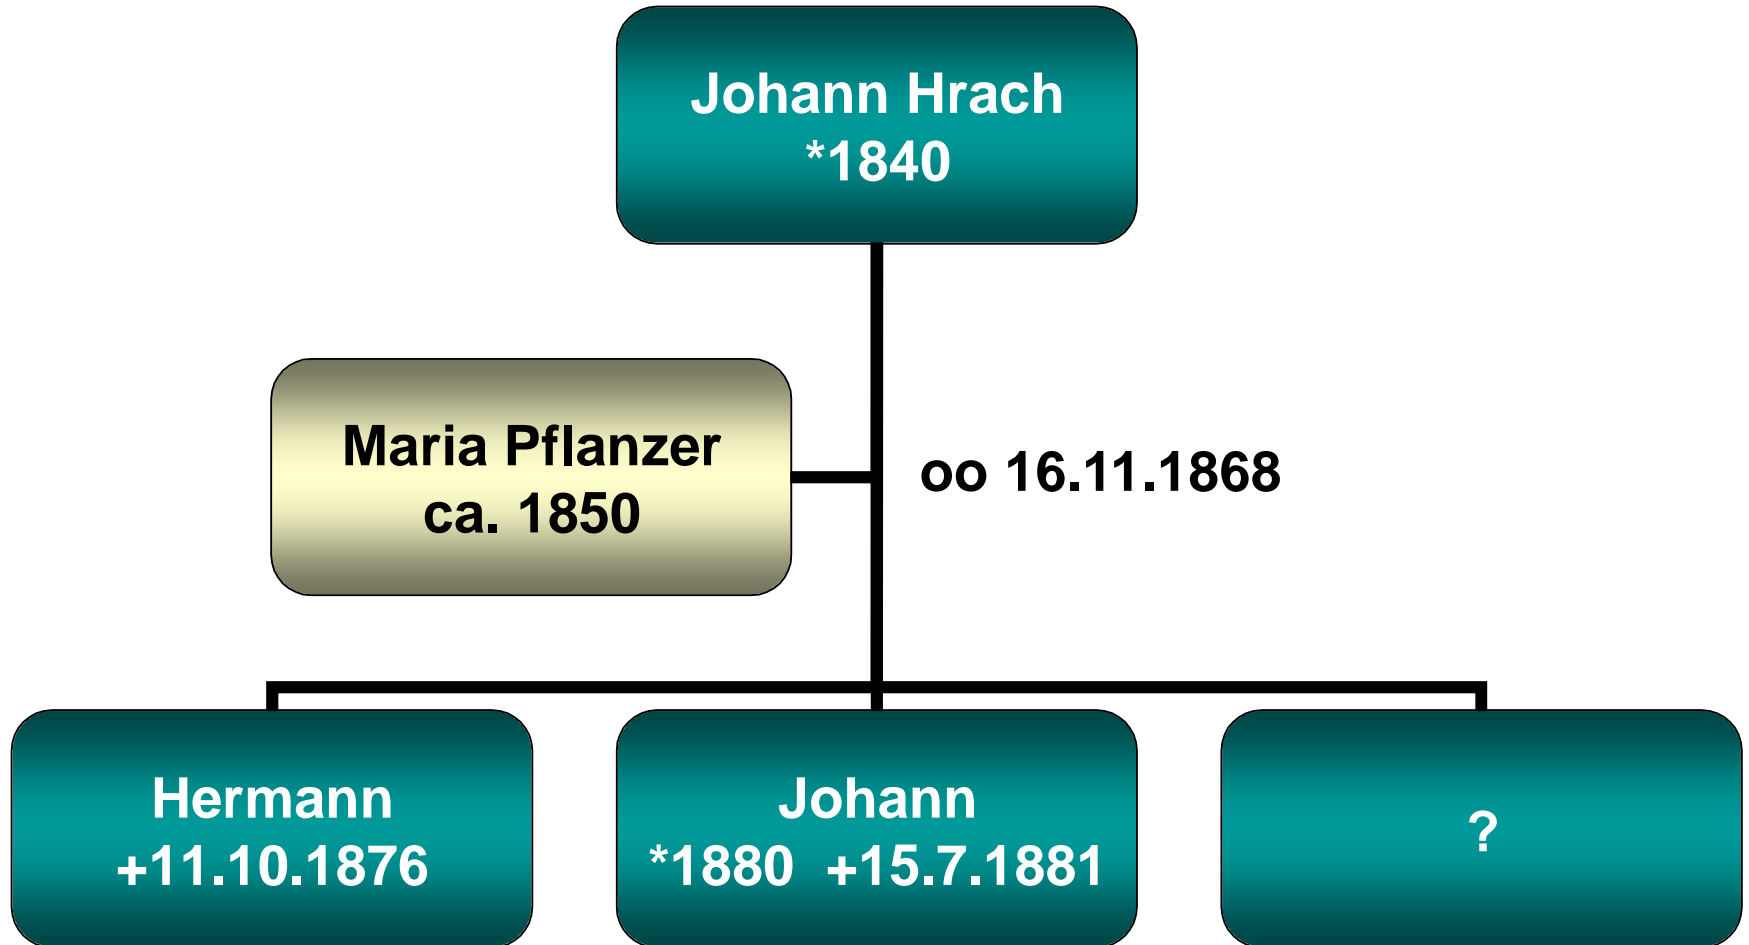 Johann Hrach
*1840
Maria Pflanzer
ca. 1850
oo 16.11.1868
Hermann
+11.10.1876
Johann
*1880  +15.7.1881
?